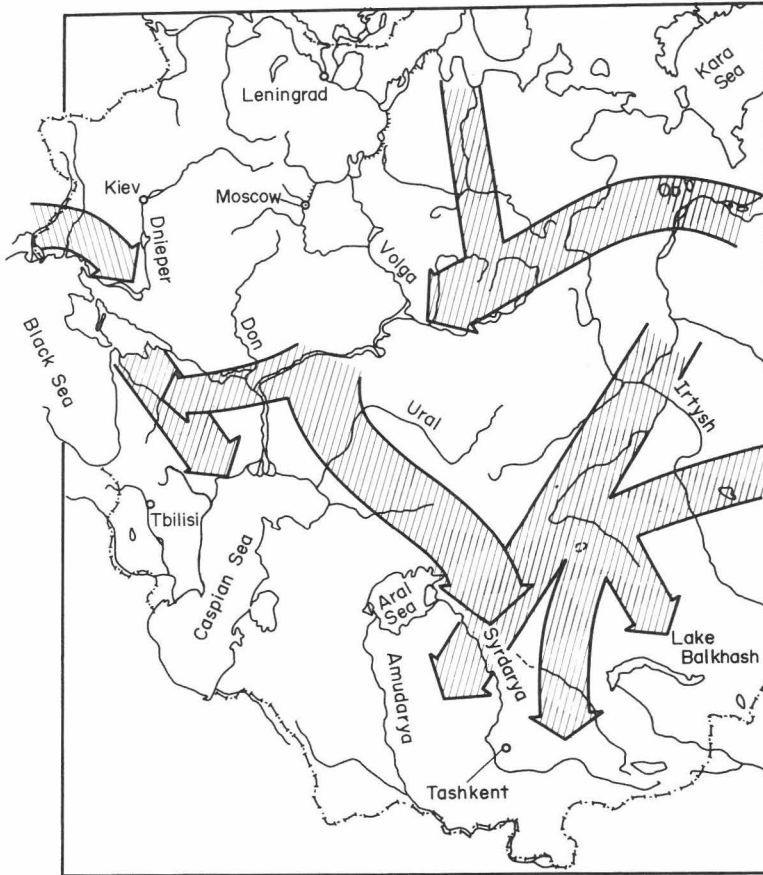 Leningrad
Kara
Sea
Kiev
Moscow
Ob
Dnieper
Volga
Black Sea
Don
Ural
Irtysh
Tbilisi
Caspian Sea
Aral
Sea
Syrdarya
Amudarya
Lake
Balkhash
Tashkent